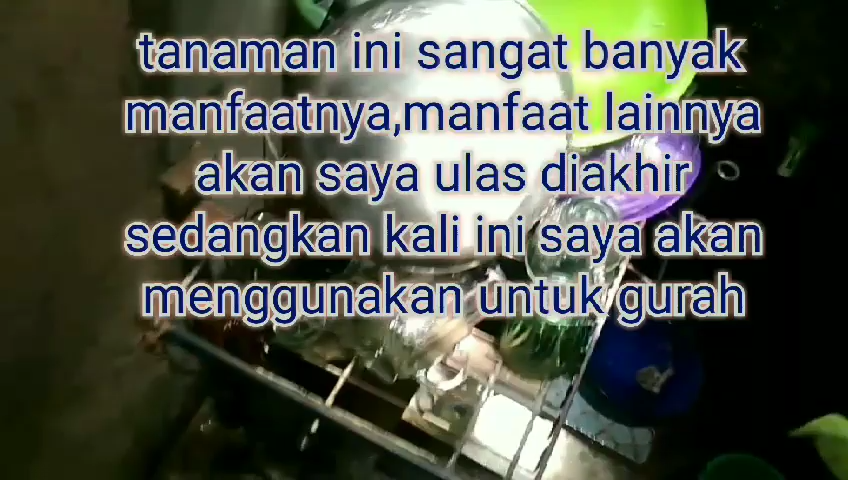 tanaman ini sangat banyak
manfaatnya,manfaat lainnya
akan saya ulas diakhir
sedangkan kali ini saya akan
menggunakan untuk gurah